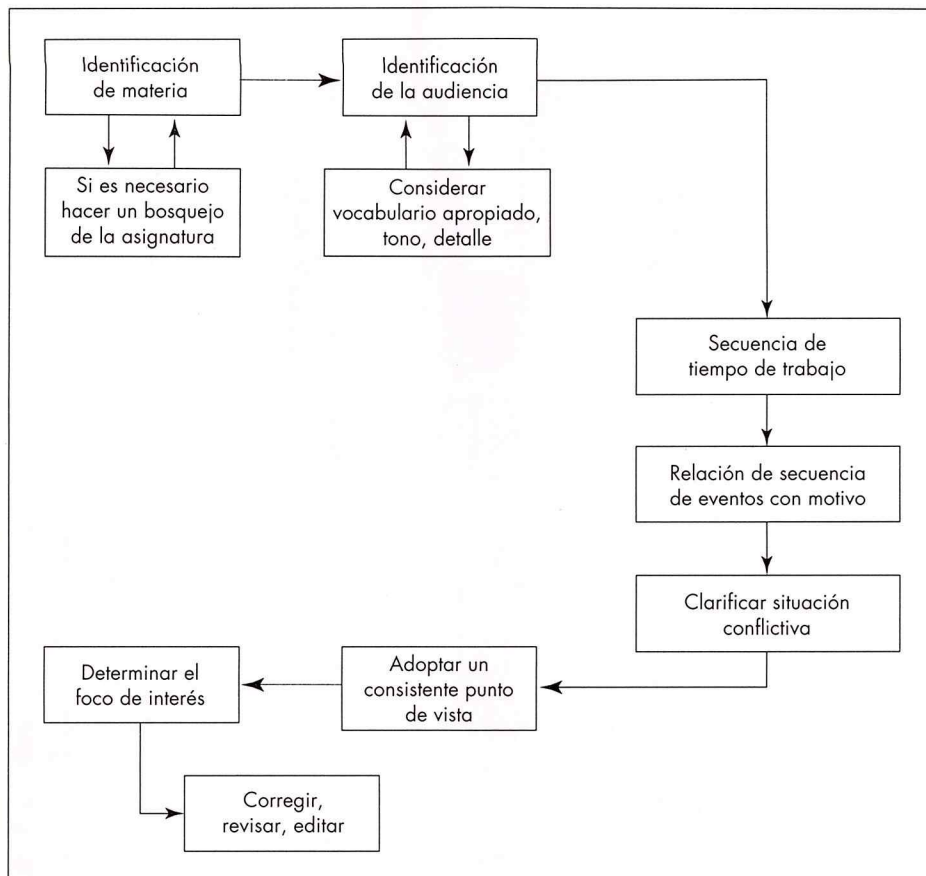 Identificación
de materia
Identificación
de la audiencia
Si es necesario
hacer un bosquejo
de la asignatura
Considerar
vocabulario apropiado,
tono, detalle
Secuencia de
tiempo de trabajo
Relación de secuencia
de eventos con motivo
Clarificar situación
conflictiva
Adoptar un
consistente punto
de vista
Determinar el
foco de interés
Corregir,
revisar, editar